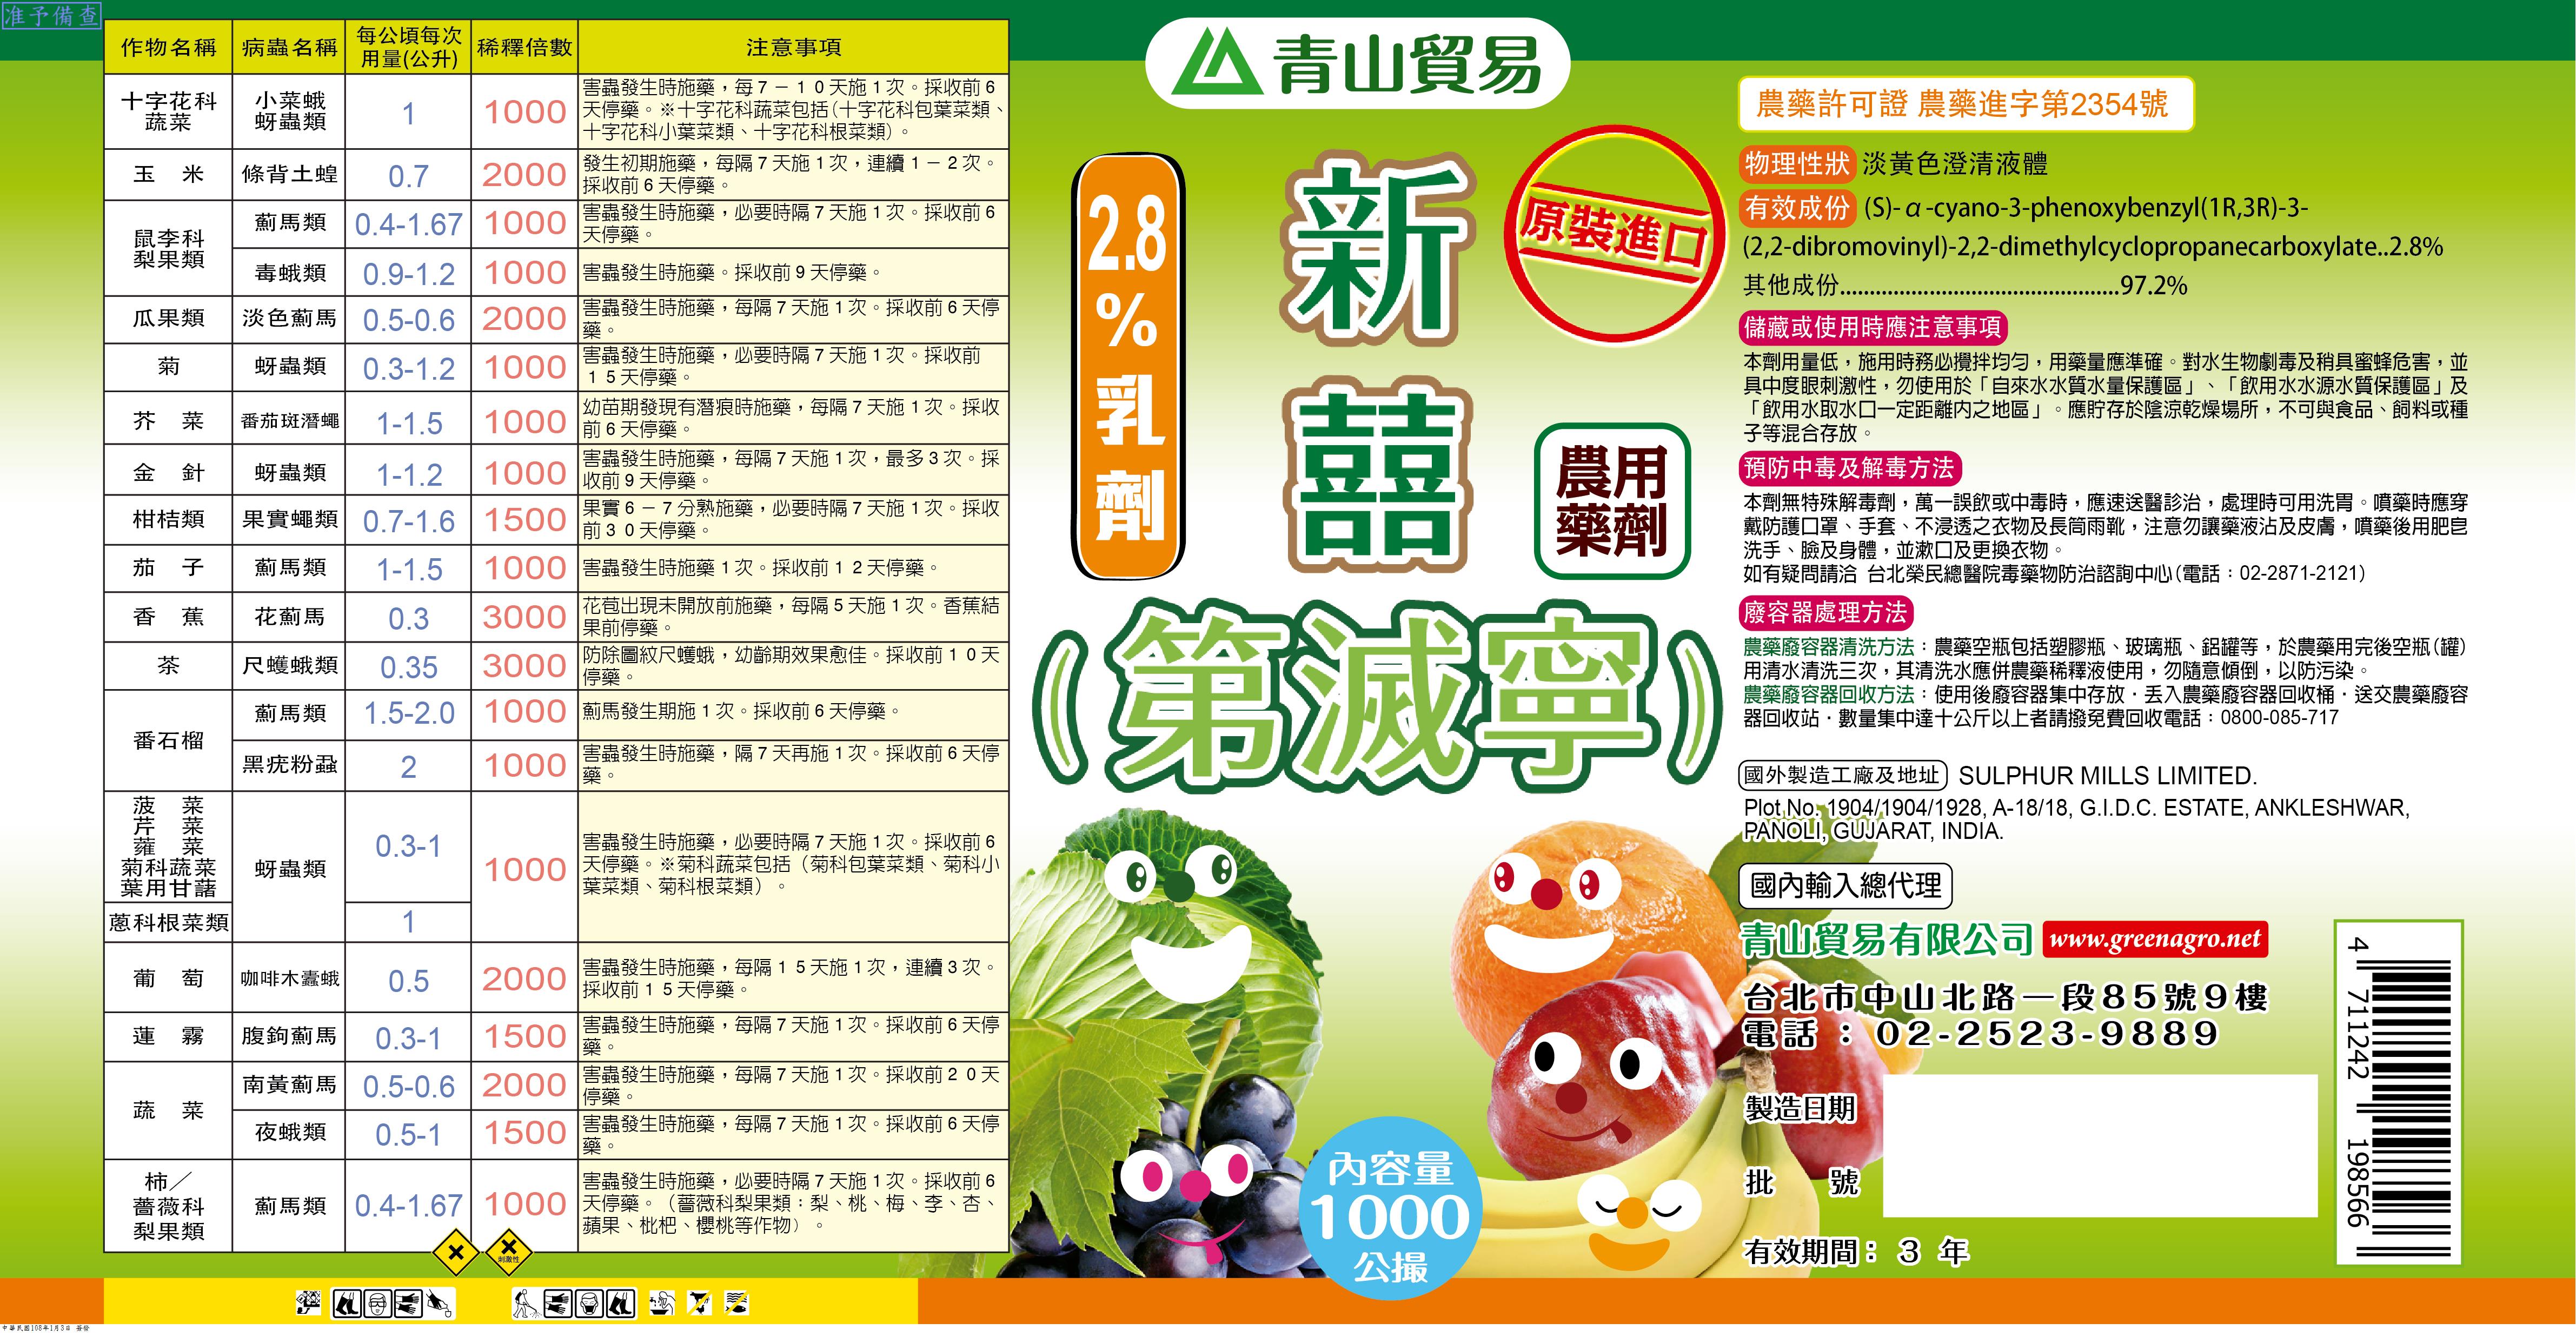 准予備查
作物名稱 病蟲名稱 每公頃每次用量(公升) 稀釋倍數 注意事項
十字花科蔬菜 小菜蛾 蚜蟲類 1 1000 害蟲發生時施藥，每7－10天施1次。採收前6
天停藥。※十字花科蔬菜包括(十字花科包葉菜類、
十字花科小葉菜類、十字花科根菜類)。
玉 米 條背土蝗 0.7 2000 發生初期施藥，每隔7天施1次，連續1－2次。
採收前6天停藥。
鼠李科梨果類 薊馬類 0.4-1.67 1000 害蟲發生時施藥，必要時隔7天施1次。採收前6
天停藥。
毒蛾類 0.9-1.2 1000 害蟲發生時施藥。採收前9天停藥。
瓜果類 淡色薊馬 0.5-0.6 2000 害蟲發生時施藥，每隔7天施1次。採收前6天停
藥。
菊 蚜蟲類 0.3-1.2 1000 害蟲發生時施藥，必要時隔7天施1次。採收前
15天停藥。
芥 菜 番茄斑潛蠅 1-1.5 1000 幼苗期發現有潛痕時施藥，每隔7天施1次。採收
前6天停藥。
金 針 蚜蟲類 1-1.2 1000 害蟲發生時施藥，每隔7天施1次，最多3次。採
收前9天停藥。
柑桔類 果實蠅類 0.7-1.6 1500 果實6－7分熟施藥，必要時隔7天施1次。採收
前30天停藥。
茄 子 薊馬類 1-1.5 1000 害蟲發生時施藥1次。採收前12天停藥。
香 蕉 花薊馬 0.3 3000 花苞出現未開放前施藥，每隔5天施1次。香蕉結
果前停藥。
茶 尺蠖蛾類 0.35 3000 防除圖紋尺蠖蛾，幼齡期效果愈佳。採收前10天
停藥。
番石榴 薊馬類 1.5-2.0 1000 薊馬發生期施1次。採收前6天停藥。
黑疣粉蝨 2 1000 害蟲發生時施藥，隔7天再施1次。採收前6天停
藥。
菠 菜
芹 菜
蕹 菜
菊科蔬菜
葉用甘藷 蚜蟲類 0.3-1 1000 害蟲發生時施藥，必要時隔7天施1次。採收前6
天停藥。※菊科蔬菜包括（菊科包葉菜類、菊科小
葉菜類、菊科根菜類）。
蔥科根菜類 1
葡 萄 咖啡木蠹蛾 0.5 2000 害蟲發生時施藥，每隔15天施1次，連續3次。
採收前15天停藥。
蓮 霧 腹鉤薊馬 0.3-1 1500 害蟲發生時施藥，每隔7天施1次。採收前6天停
藥。
蔬 菜 南黃薊馬 0.5-0.6 2000 害蟲發生時施藥，每隔7天施1次。採收前20天
停藥。
夜蛾類 0.5-1 1500 害蟲發生時施藥，每隔7天施1次。採收前6天停
藥。
柿／薔薇科梨果類 薊馬類 0.4-1.67 1000 害蟲發生時施藥，必要時隔7天施1次。採收前6
天停藥。（薔薇科梨果類：梨、桃、梅、李、杏、
蘋果、枇杷、櫻桃等作物）。
刺激性
中華民國105年1月3日
青山貿易
2.8%乳劑
新囍
原裝進口
農用
藥劑
(第滅寧)
內容量
1000
公撮
農藥許可證 農藥進字第2354號
物理性狀 淡黃色澄清液體
有效成份 (S)-α-cyano-3-phenoxybenzyl(1R,3R)-3-
(2,2-dibromovinyl)-2,2-dimethylcyclopropanecarboxylate..2.8%
其他成份...............................................97.2%
儲藏或使用時應注意事項
本劑用量低，施用時務必攪拌均勻，用藥量應準確。對水生物劇毒及稍具蜜蜂危害，並
具中度眼刺激性，勿使用於「自來水水質水量保護區」、「飲用水水源水質保護區」及
「飲用水取水口一定距離內之地區」。應貯存於陰涼乾燥場所，不可與食品、飼料或種
子等混合存放。
預防中毒及解毒方法
本劑無特殊解毒劑，萬一誤飲或中毒時，應速送醫診治，處理時可用洗胃。噴藥時應穿
戴防護口罩、手套、不浸透之衣物及長筒雨靴，注意勿讓藥液沾及皮膚，噴藥後用肥皂
洗手、臉及身體，並漱口及更換衣物。
如有疑問請洽 台北榮民總醫院毒藥物防治諮詢中心(電話：02-2871-2121)
廢容器處理方法
農藥廢容器清洗方法：農藥空瓶包括塑膠瓶、玻璃瓶、鋁罐等，於農藥用完後空瓶(罐)
用清水清洗三次，其清洗水應併農藥稀釋液使用，勿隨意傾倒，以防污染。
農藥廢容器回收方法：使用後廢容器集中存放．丟入農藥廢容器回收桶．送交農藥廢容
器回收站．數量集中達十公斤以上者請撥免費回收電話：0800-085-717
國外製造工廠及地址 SULPHUR MILLS LIMITED.
Plot No. 1904/1904/1928, A-18/18, G.I.D.C. ESTATE, ANKLESHWAR,
PANOLI, GUJARAT, INDIA.
國內輸入總代理
青山貿易有限公司 www.greenagro.net
台北市中山北路一段85號9樓
電話：02-2523-9889
製造日期
批 號
有效期間：3 年
4 711242 198566